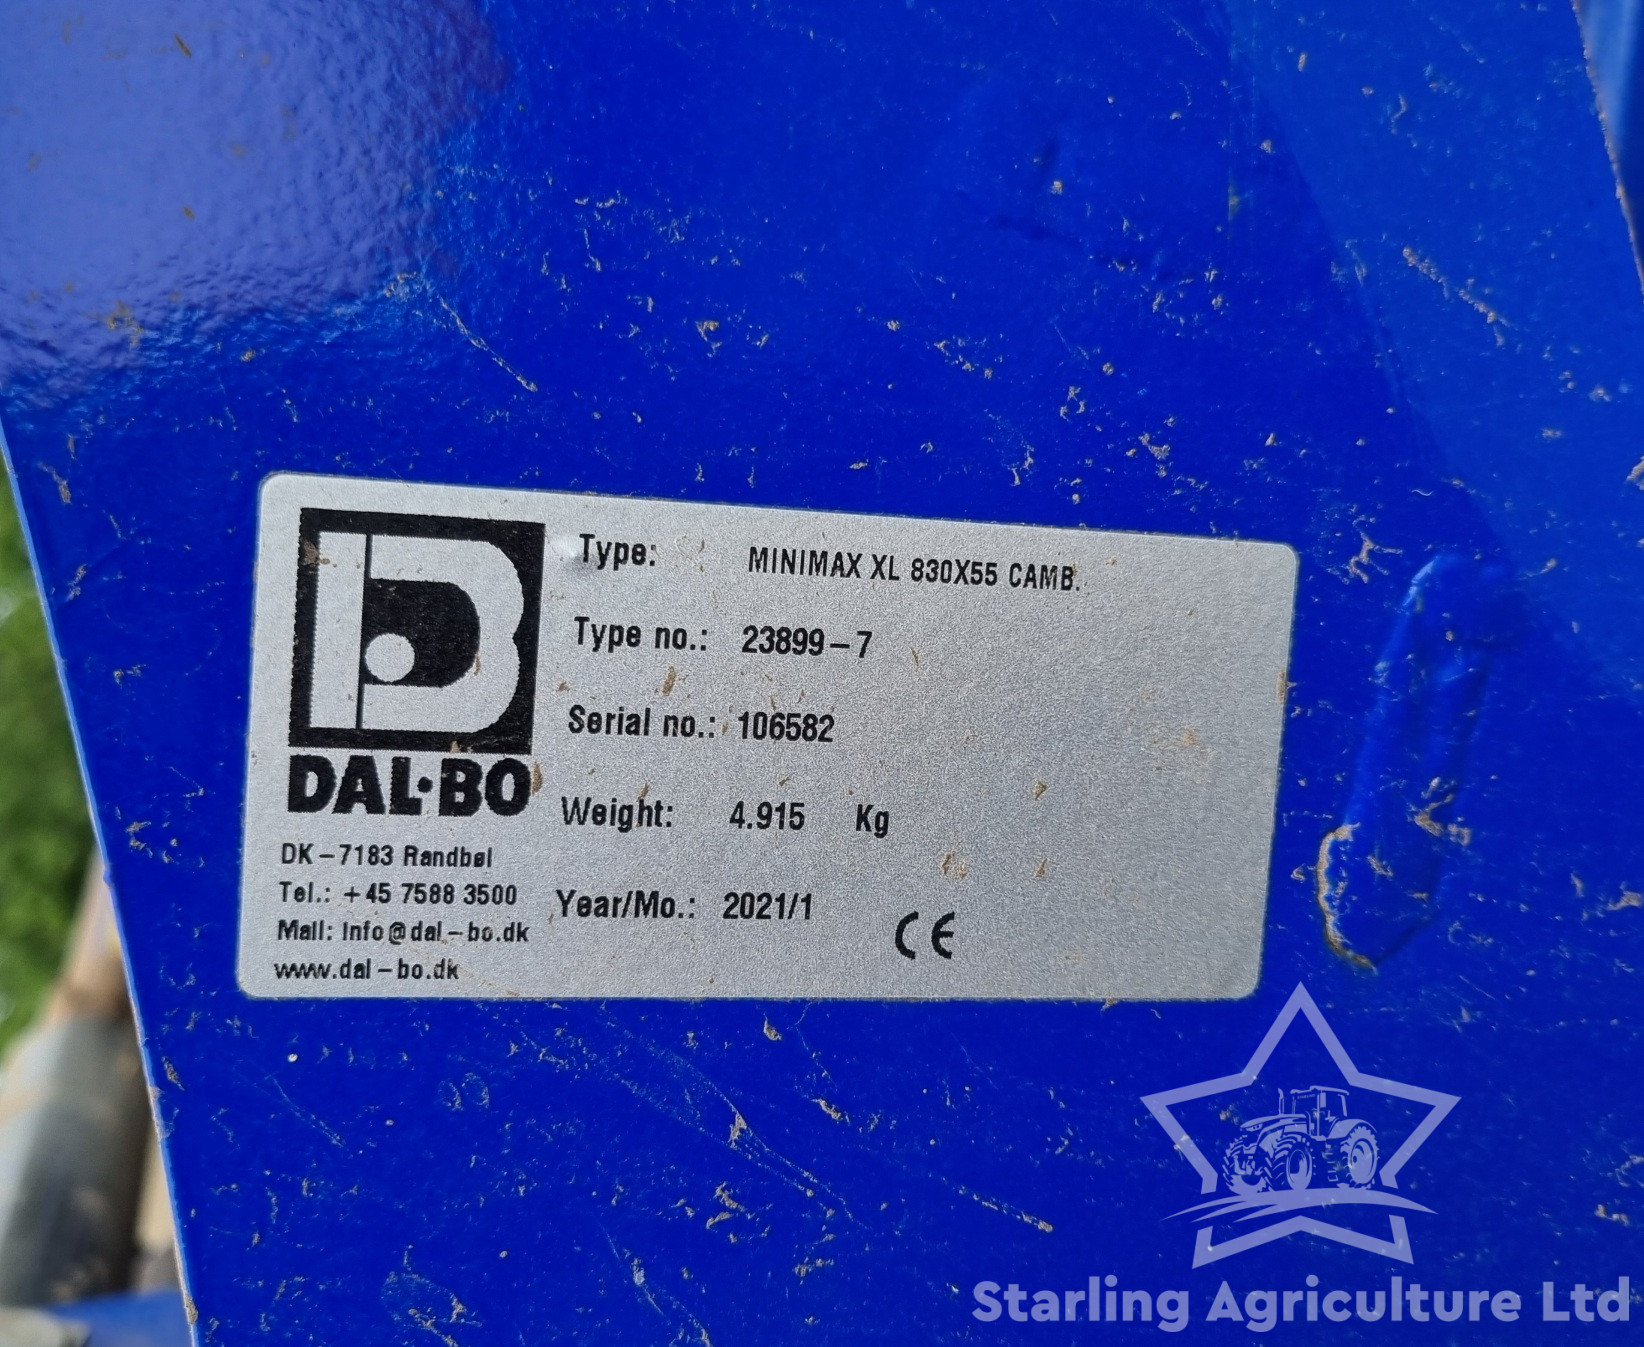 Type: MINIMAX XL 830X55 CAMB.
Type no.: 23899-7
Serial no.: 106582
Weight: 4.915 Kg
Year/Mo.: 2021/1
CE
DAL·BO
DK-7183 Randbøl
Tel.: +45 7588 3500
Mail: info@dal-bo.dk
www.dal-bo.dk
Starling Agriculture Ltd